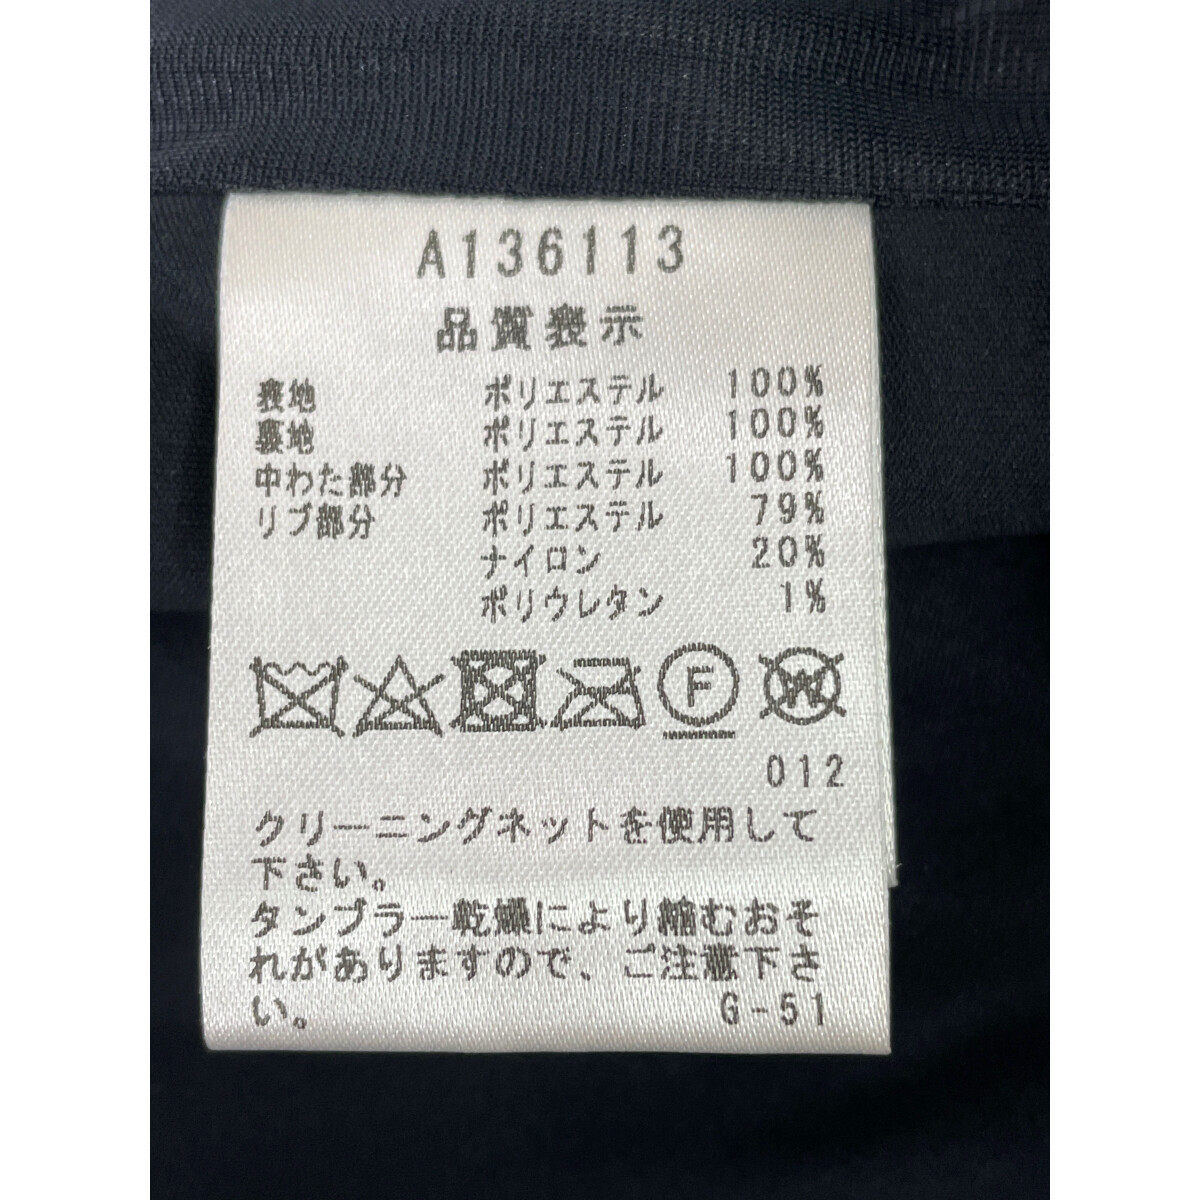 A136113
品質表示
表地 ポリエステル 100%
裏地 ポリエステル 100%
中わた部分 ポリエステル 100%
リブ部分 ポリエステル 79%
ナイロン 20%
ポリウレタン 1%
F W
012
クリーニングネットを使用して
下さい。
タンブラー乾燥により縮むおそ
れがありますので、ご注意下さ
い。 G-51